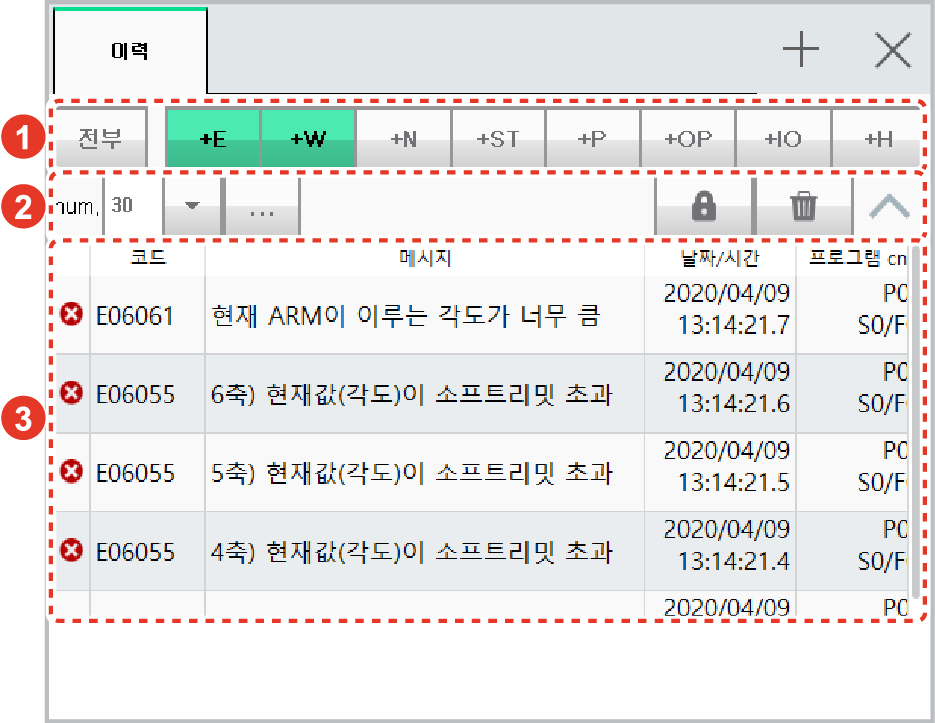 이력
1
전부 +E +W +N +ST +P +OP +IO +H
2
num, 30 ...
3
코드 메시지 날짜/시간 프로그램 cn
E06061 현재 ARM이 이루는 각도가 너무 큼 2020/04/09 P0
13:14:21.7 S0/F
E06055 6축) 현재값(각도)이 소프트리밋 초과 2020/04/09 P0
13:14:21.6 S0/F
E06055 5축) 현재값(각도)이 소프트리밋 초과 2020/04/09 P0
13:14:21.5 S0/F
E06055 4축) 현재값(각도)이 소프트리밋 초과 2020/04/09 P0
13:14:21.4 S0/F
2020/04/09 P0